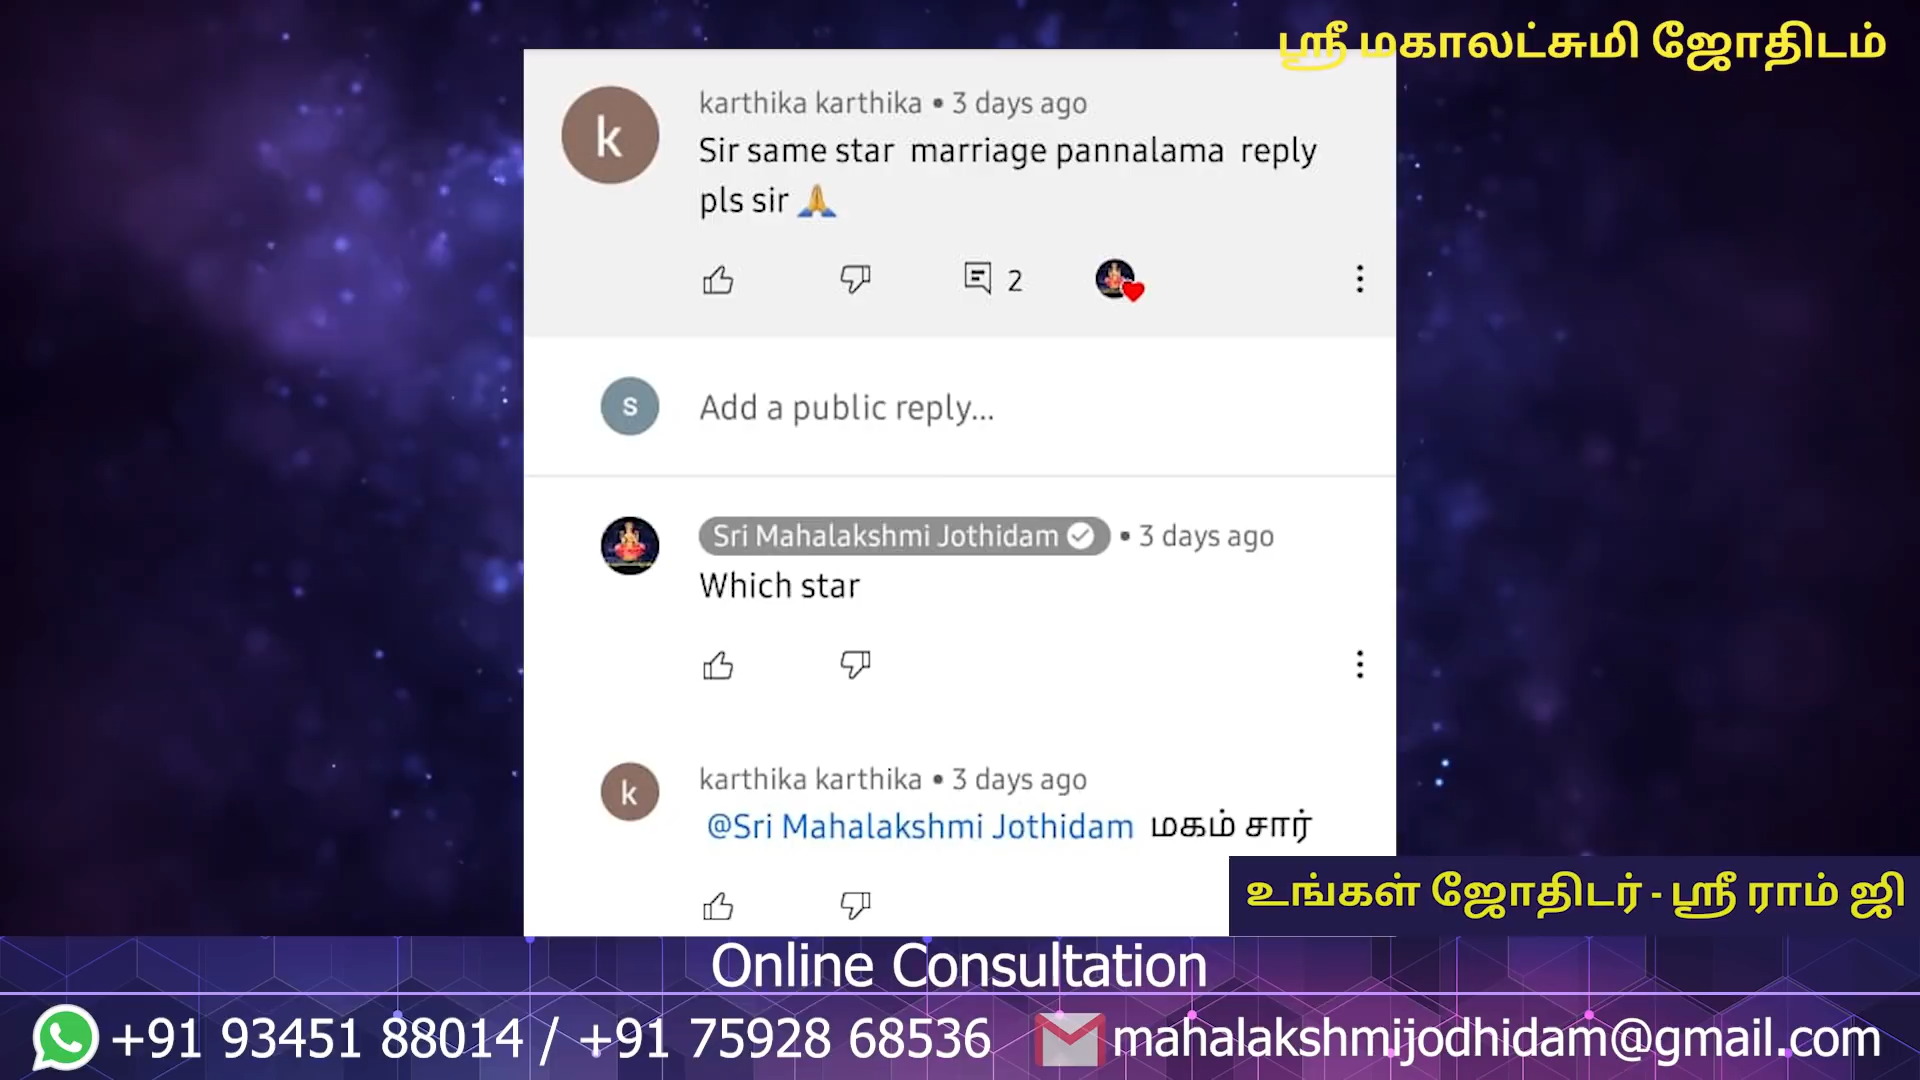 ஸ்ரீ மகாலட்சுமி ஜோதிடம்
k
karthika karthika • 3 days ago
Sir same star marriage pannalama reply
pls sir 🙏
2
s
Add a public reply...
Sri Mahalakshmi Jothidam • 3 days ago
Which star
k
karthika karthika • 3 days ago
@Sri Mahalakshmi Jothidam மகம் சார்
உங்கள் ஜோதிடர் - ஸ்ரீ ராம் ஜி
Online Consultation
+91 93451 88014 / +91 75928 68536 mahalakshmijodhidam@gmail.com